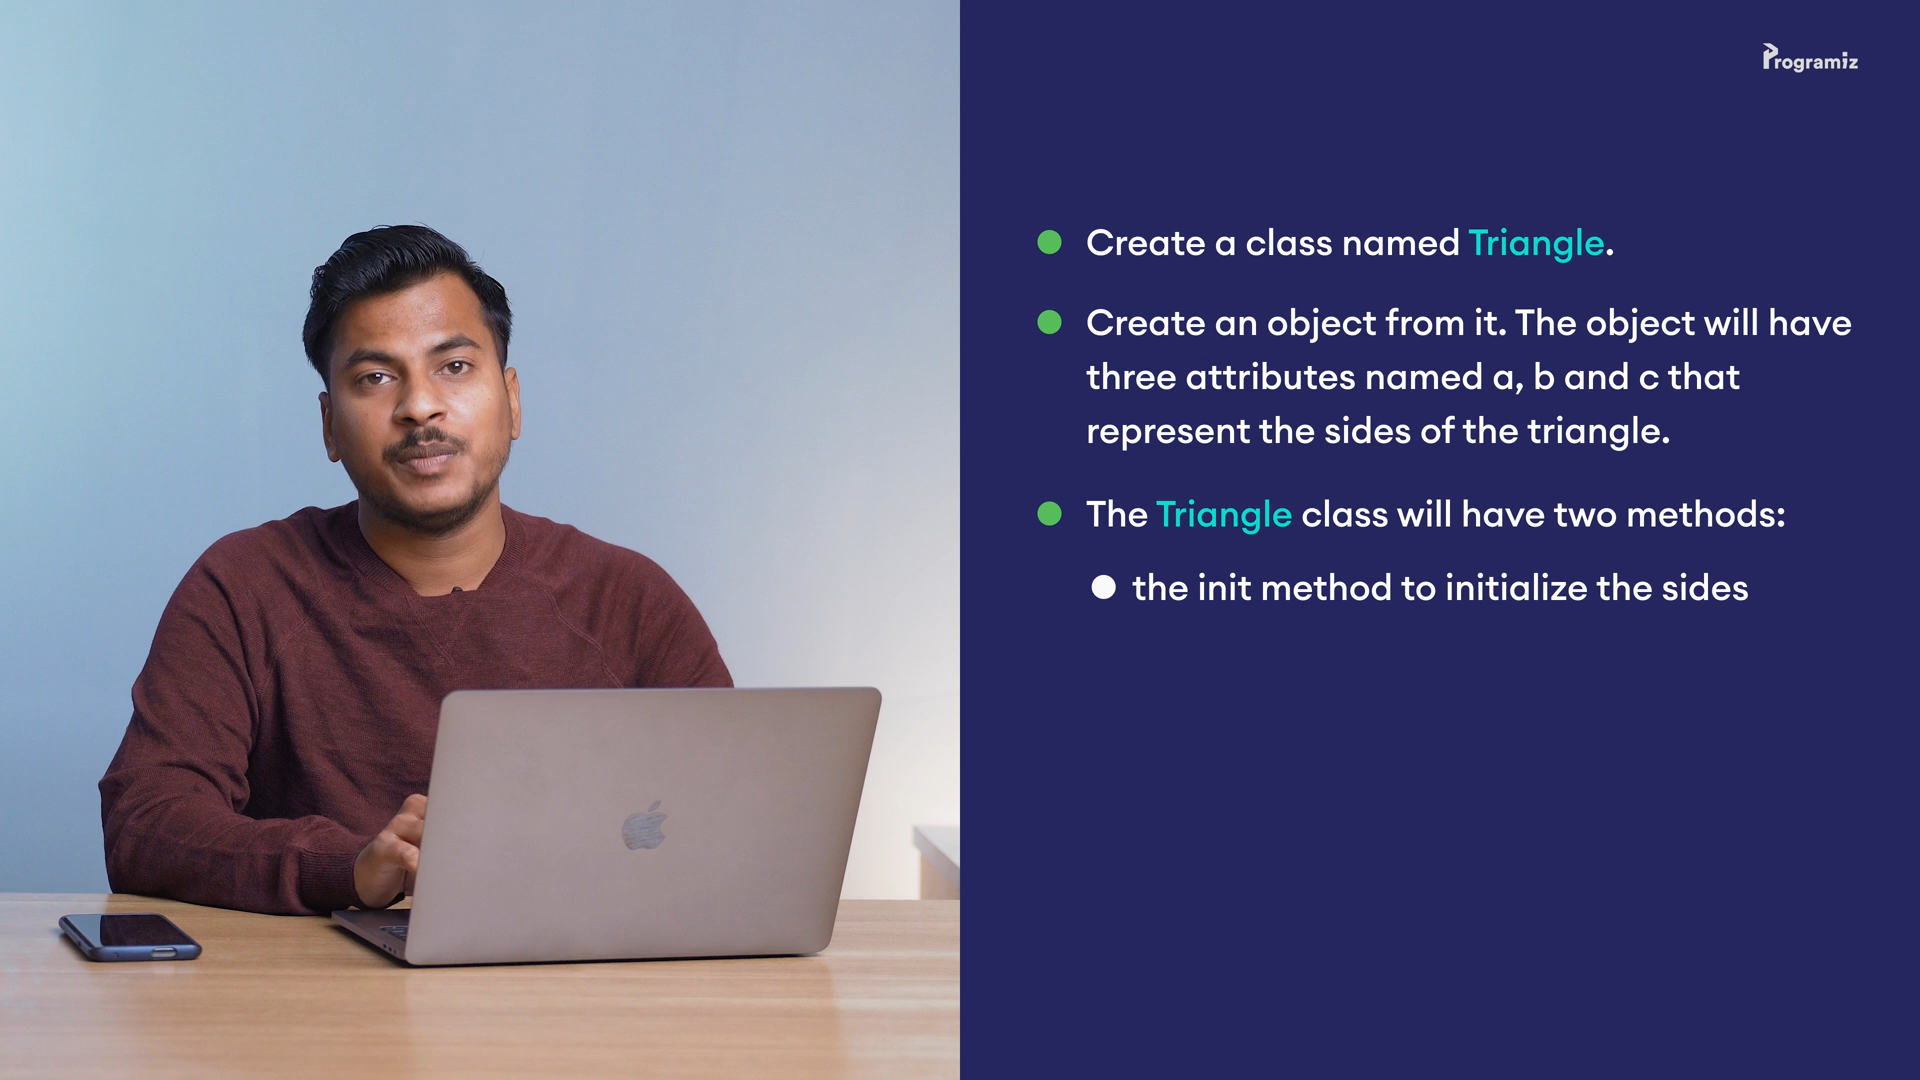 Programiz
Create a class named Triangle.
Create an object from it. The object will have
three attributes named a, b and c that
represent the sides of the triangle.
The Triangle class will have two methods:
the init method to initialize the sides